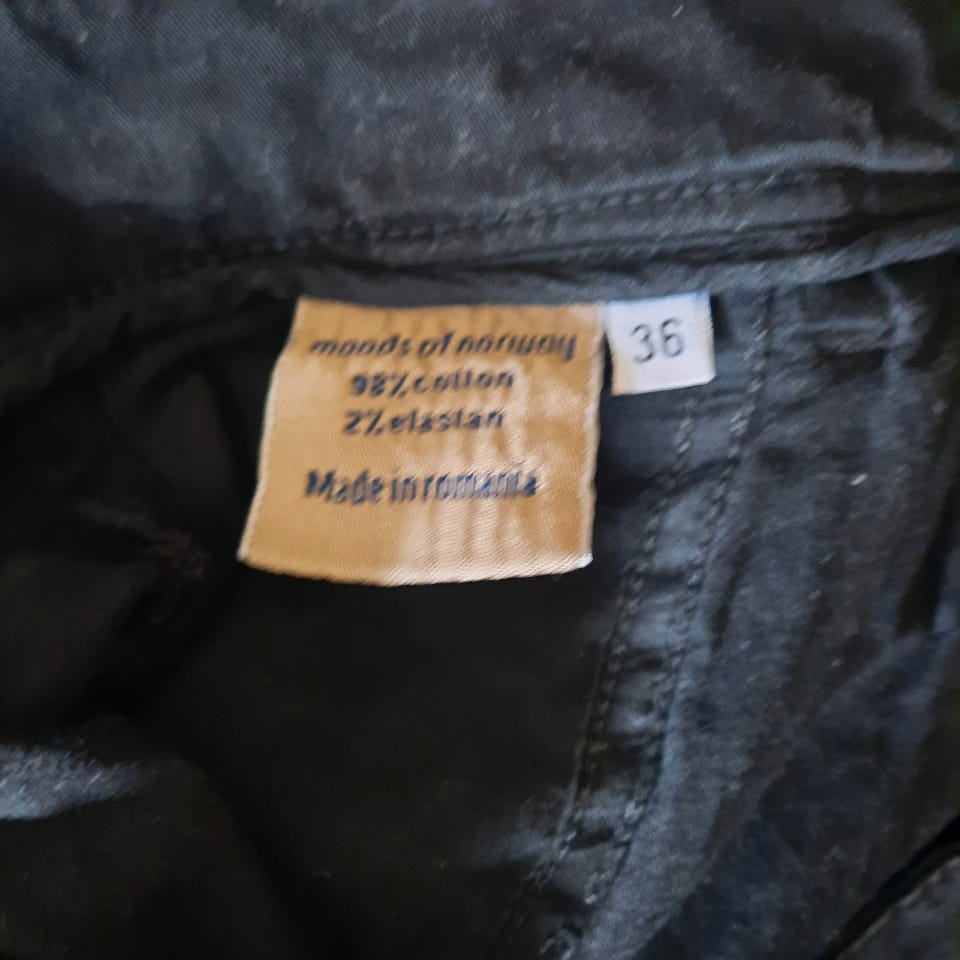 moods of norway
36
98% cotton
2% elastan
Made in romania